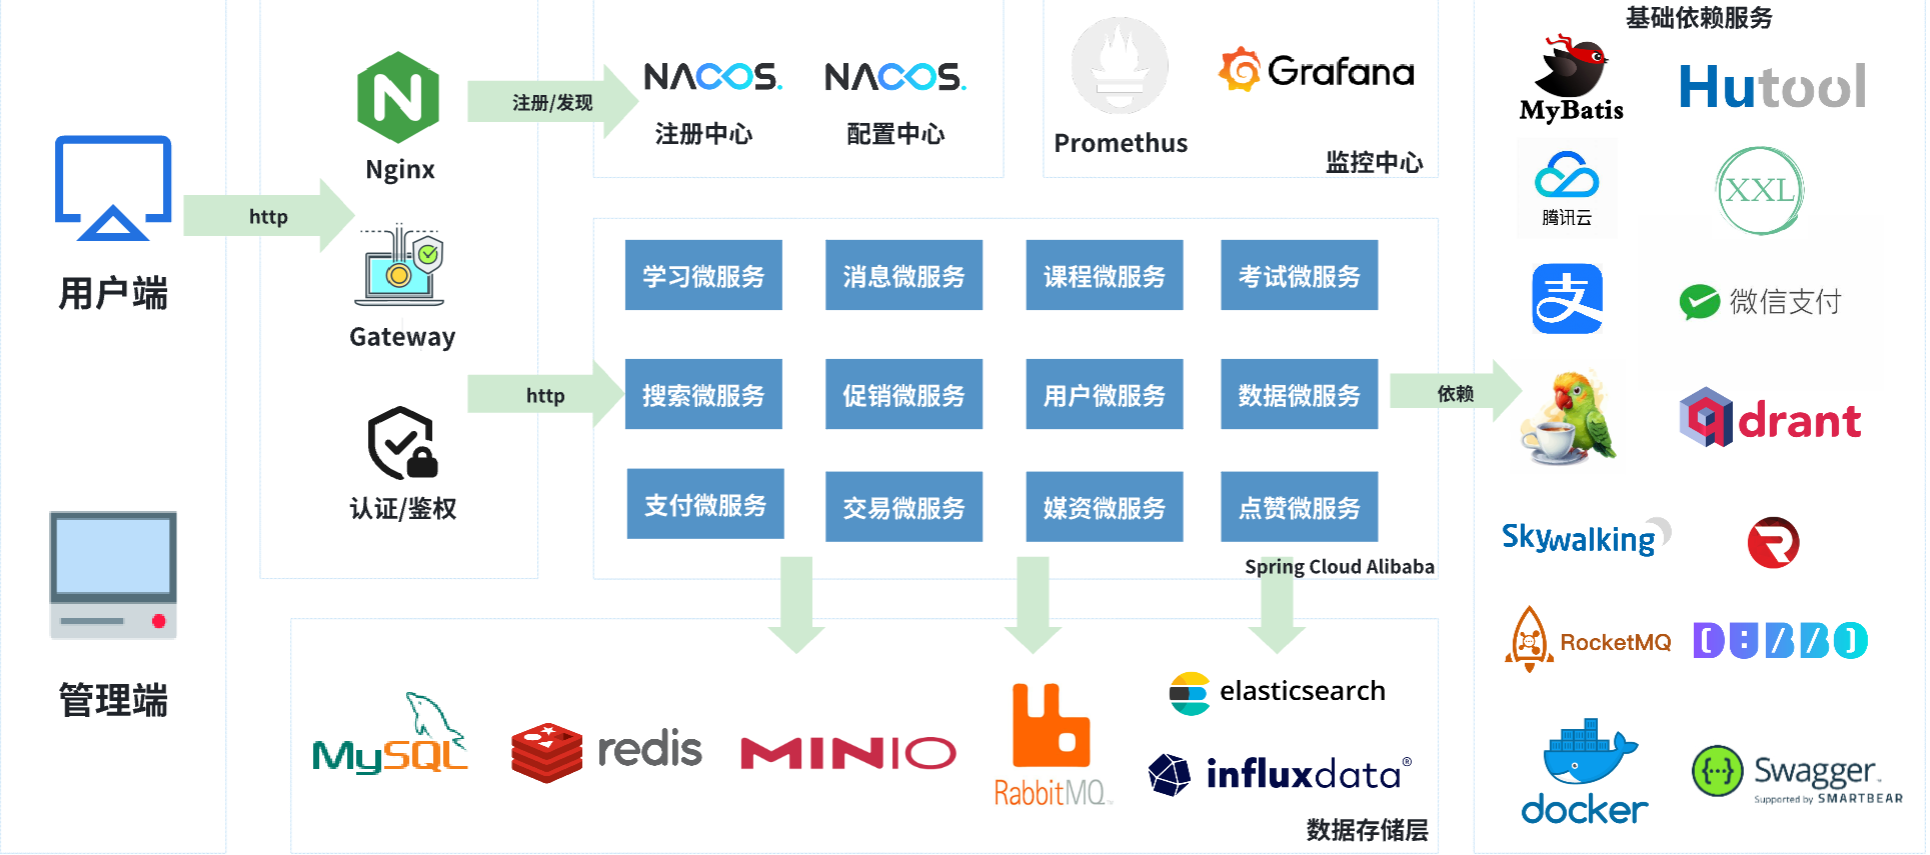 用户端
管理端
http
Nginx
Gateway
认证/鉴权
注册/发现
http
NACOS.
注册中心
NACOS.
配置中心
Promethus
Grafana
监控中心
学习微服务
消息微服务
课程微服务
考试微服务
搜索微服务
促销微服务
用户微服务
数据微服务
支付微服务
交易微服务
媒资微服务
点赞微服务
Spring Cloud Alibaba
依赖
MySQL
redis
MINIO
RabbitMQ™
elasticsearch
influxdata®
数据存储层
基础依赖服务
MyBatis
Hutool
腾讯云
XXL
支
微信支付
qdrant
Skywalking
R
RocketMQ
DUBBO
docker
Swagger™
Supported by SMARTBEAR